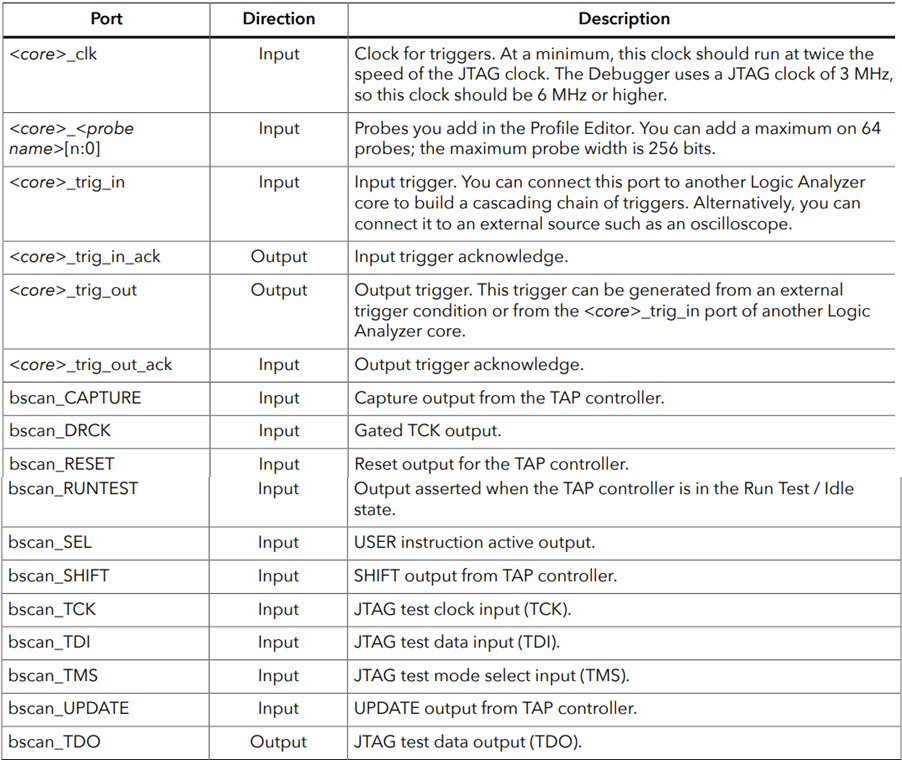 Port Direction Description
<core>_clk Input Clock for triggers. At a minimum, this clock should run at twice the
speed of the JTAG clock. The Debugger uses a JTAG clock of 3 MHz,
so this clock should be 6 MHz or higher.
<core>_<probe Input Probes you add in the Profile Editor. You can add a maximum on 64
name>[n:0] probes; the maximum probe width is 256 bits.
<core>_trig_in Input Input trigger. You can connect this port to another Logic Analyzer
core to build a cascading chain of triggers. Alternatively, you can
connect it to an external source such as an oscilloscope.
<core>_trig_in_ack Output Input trigger acknowledge.
<core>_trig_out Output Output trigger. This trigger can be generated from an external
trigger condition or from the <core>_trig_in port of another Logic
Analyzer core.
<core>_trig_out_ack Input Output trigger acknowledge.
bscan_CAPTURE Input Capture output from the TAP controller.
bscan_DRCK Input Gated TCK output.
bscan_RESET Input Reset output for the TAP controller.
bscan_RUNTEST Input Output asserted when the TAP controller is in the Run Test / Idle
state.
bscan_SEL Input USER instruction active output.
bscan_SHIFT Input SHIFT output from TAP controller.
bscan_TCK Input JTAG test clock input (TCK).
bscan_TDI Input JTAG test data input (TDI).
bscan_TMS Input JTAG test mode select input (TMS).
bscan_UPDATE Input UPDATE output from TAP controller.
bscan_TDO Output JTAG test data output (TDO).